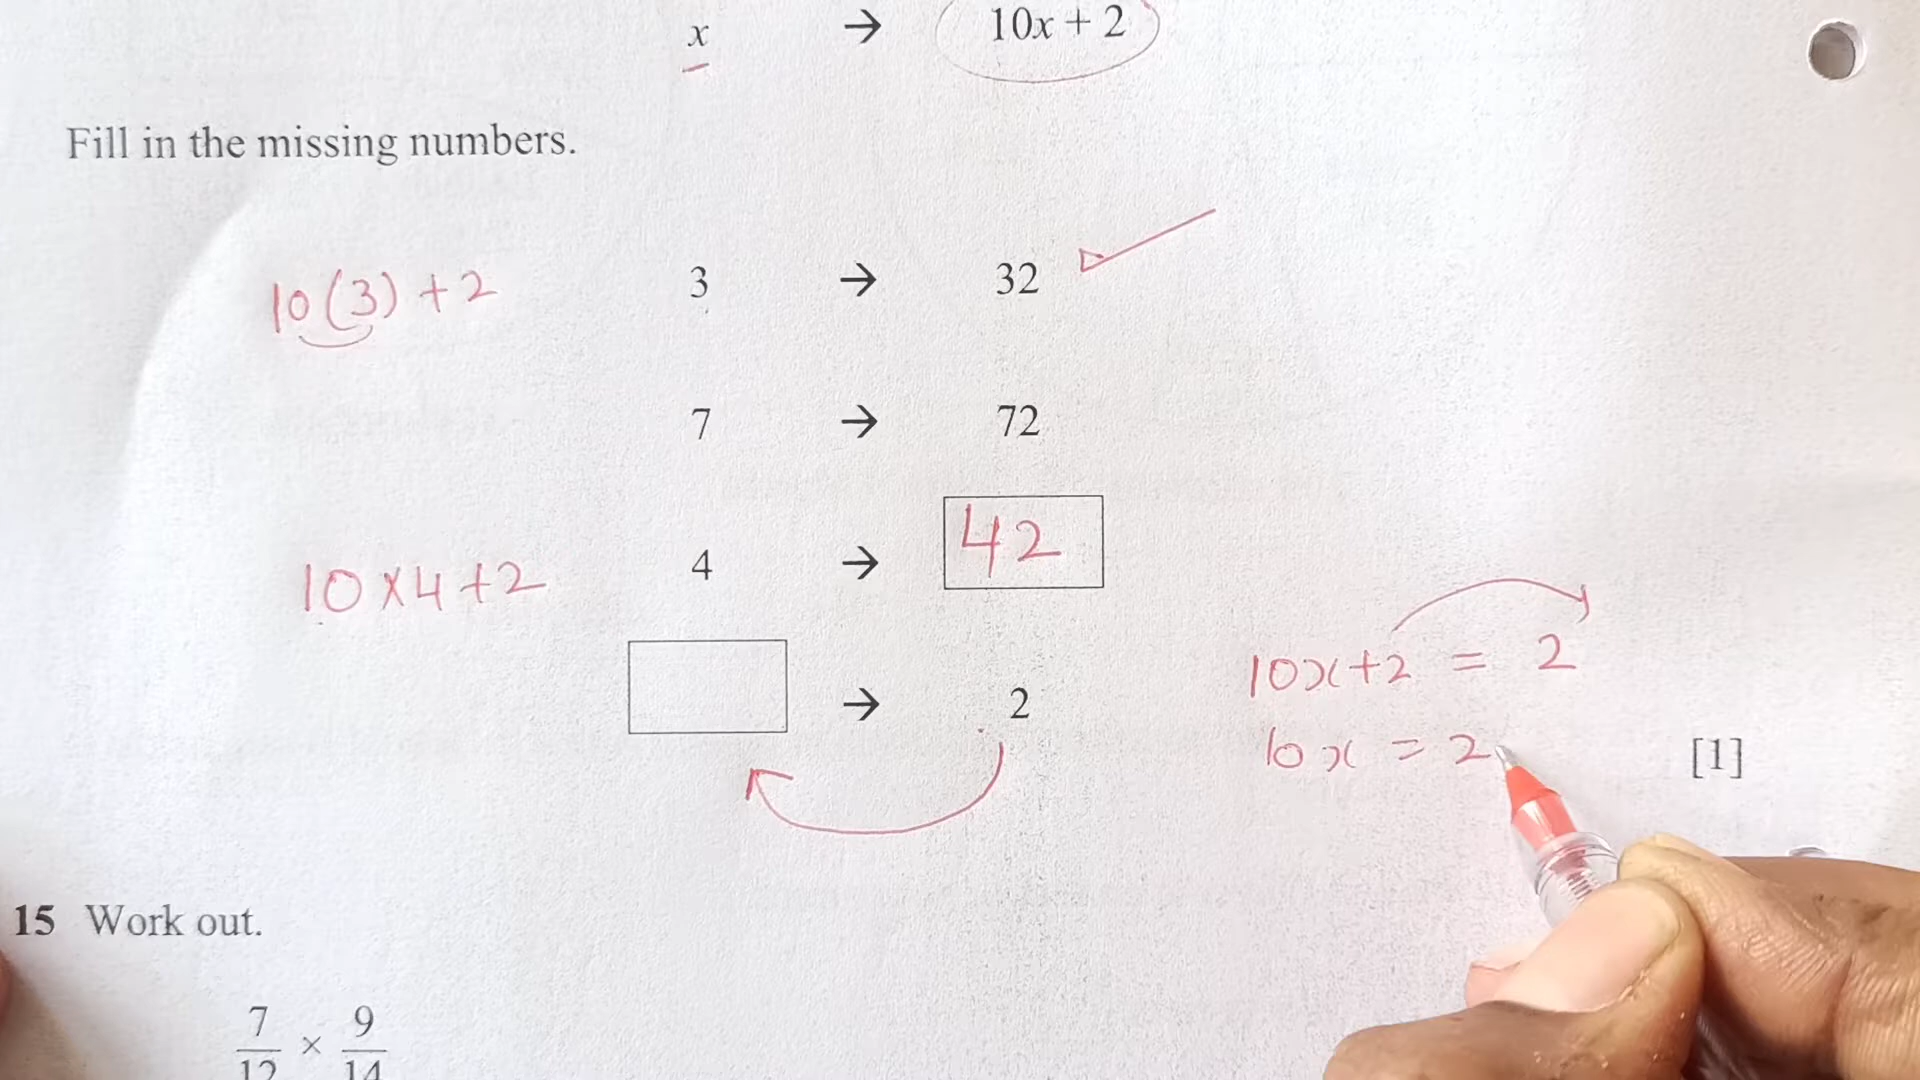 x → 10x + 2
Fill in the missing numbers.
10(3) + 2 3 → 32
7 → 72
10 × 4 + 2 4 → 42
→ 2
10x + 2 = 2
10x = 2
[1]
15 Work out.
7/12 × 9/14